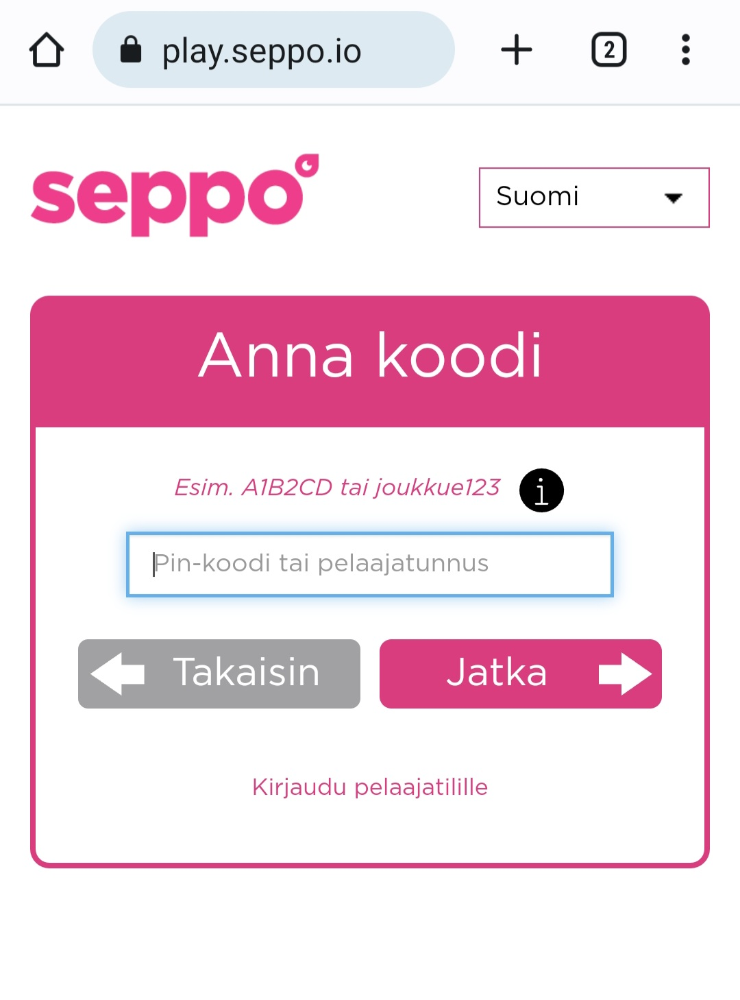 play.seppo.io
2
seppo
Suomi
Anna koodi
Esim. A1B2CD tai joukkue123
i
Pin-koodi tai pelaajatunnus
Takaisin
Jatka
Kirjaudu pelaajatilille